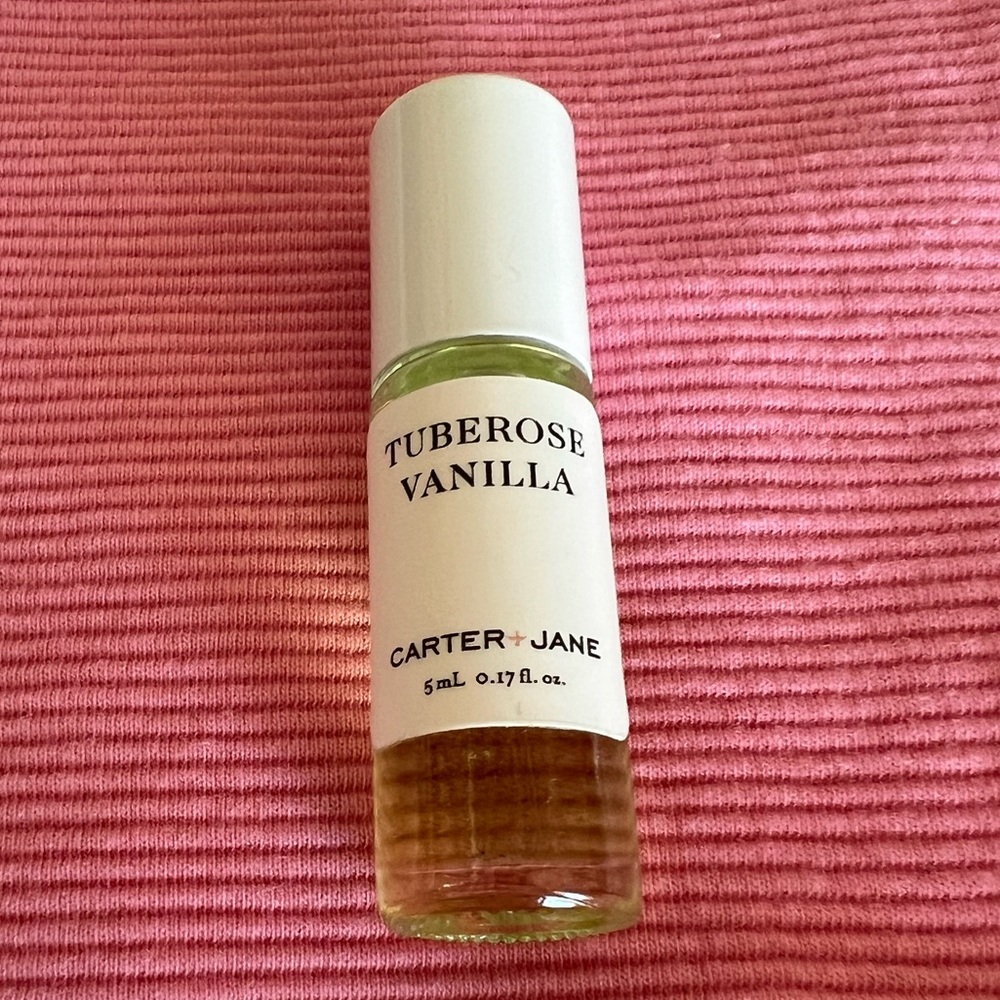 TUBEROSE
VANILLA
CARTER+JANE
5 mL 0.17 fl. oz.